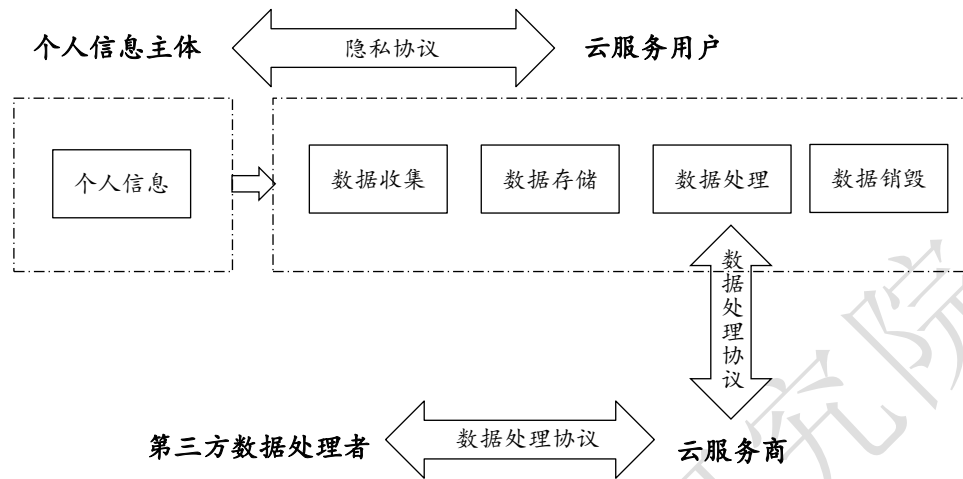 个人信息主体
隐私协议
云服务用户
个人信息
数据收集
数据存储
数据处理
数据销毁
数据处理协议
第三方数据处理者
数据处理协议
云服务商
究院